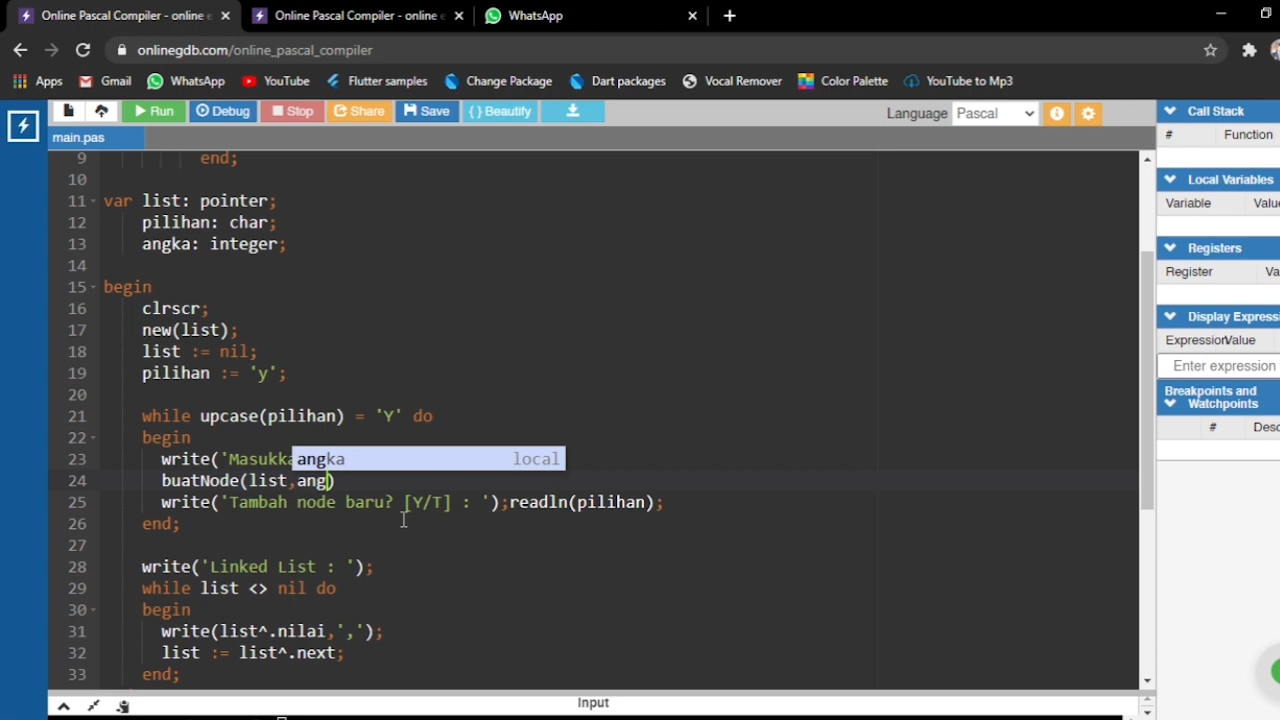 Online Pascal Compiler - online e
Online Pascal Compiler - online e
WhatsApp
onlinegdb.com/online_pascal_compiler
Apps
Gmail
WhatsApp
YouTube
Flutter samples
Change Package
Dart packages
Vocal Remover
Color Palette
YouTube to Mp3
Run
Debug
Stop
Share
Save
{ } Beautify
Language
Pascal
main.pas
9 end;
10
11 var list: pointer;
12 pilihan: char;
13 angka: integer;
14
15 begin
16 clrscr;
17 new(list);
18 list := nil;
19 pilihan := 'y';
20
21 while upcase(pilihan) = 'Y' do
22 begin
23 write('Masukka
angka local
24 buatNode(list,ang)
25 write('Tambah node baru? [Y/T] : ');readln(pilihan);
26 end;
27
28 write('Linked List : ');
29 while list <> nil do
30 begin
31 write(list^.nilai,',');
32 list := list^.next;
33 end;
Input
Call Stack
# Function
Local Variables
Variable Valu
Registers
Register Va
Display Expressi
Expression Value
Enter expression
Breakpoints and
Watchpoints
# Desc